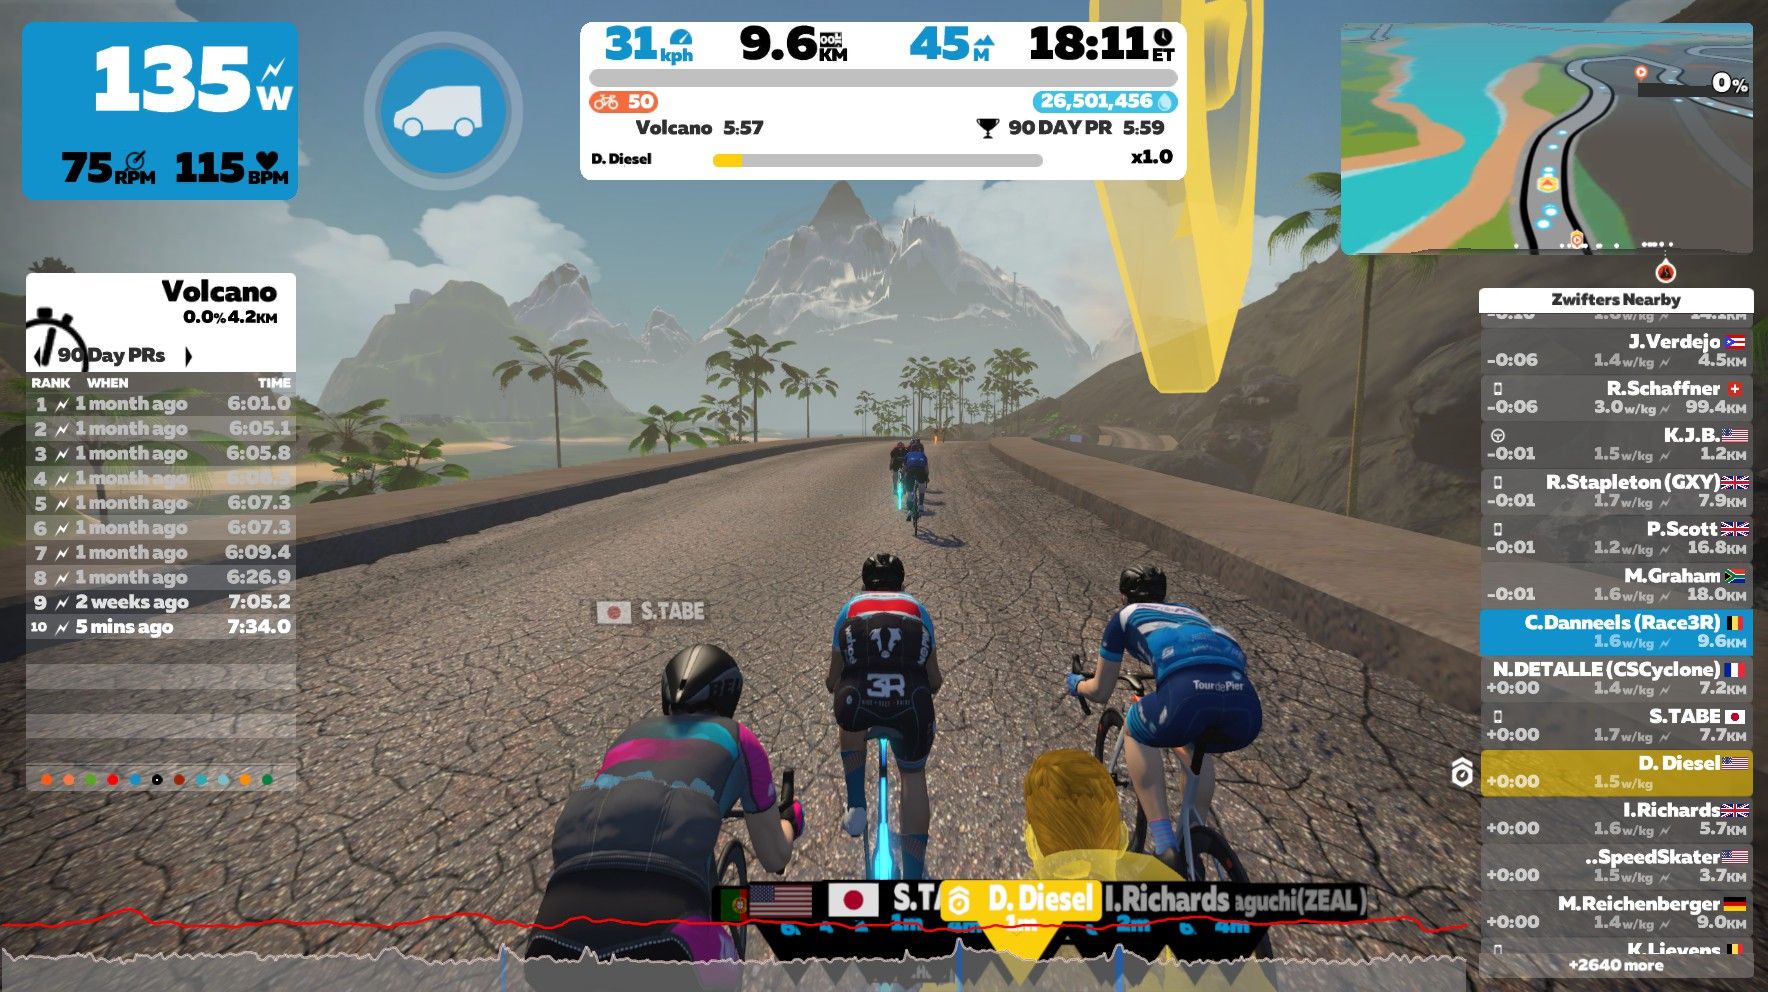 135 W
75 RPM 115 BPM
31 kph 9.6 KM 45 M 18:11 ET
50 26,501,456
Volcano 5:57 90 DAY PR 5:59
D. Diesel x1.0
0%
Volcano
0.0% 4.2KM
90 Day PRs
RANK WHEN TIME
1 1 month ago 6:01.0
2 1 month ago 6:05.1
3 1 month ago 6:05.8
4 1 month ago
5 1 month ago 6:07.3
6 1 month ago 6:07.3
7 1 month ago 6:09.4
8 1 month ago 6:26.9
9 2 weeks ago 7:05.2
10 5 mins ago 7:34.0
Zwifters Nearby
J.Verdejo
-0:06 1.4w/kg 4.5KM
R.Schaffner
-0:06 3.0w/kg 99.4KM
K.J.B.
-0:01 1.5w/kg 1.2KM
R.Stapleton (GXY)
-0:01 1.7w/kg 7.9KM
P.Scott
-0:01 1.2w/kg 16.8KM
M.Graham
-0:01 1.6w/kg 18.0KM
C.Danneels (Race3R)
1.6w/kg 9.6KM
N.DETALLE (CSCyclone)
+0:00 1.4w/kg 7.2KM
S.TABE
+0:00 1.7w/kg 7.7KM
D. Diesel
+0:00 1.5w/kg
I.Richards
+0:00 1.6w/kg 5.7KM
..SpeedSkater
+0:00 1.5w/kg 3.7KM
M.Reichenberger
+0:00 1.4w/kg 9.0KM
K.Lievens
+2640 more
S.TABE
3R
Tour de Pier
S.TA D. Diesel I.Richards aguchi(ZEAL)
1m 1m 2m 4m